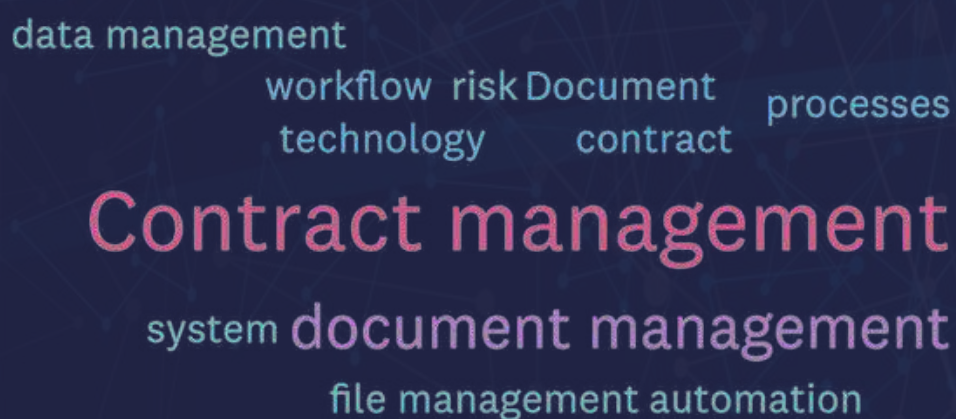 data management
workflow risk Document
processes
technology contract
Contract management
system document management
file management automation